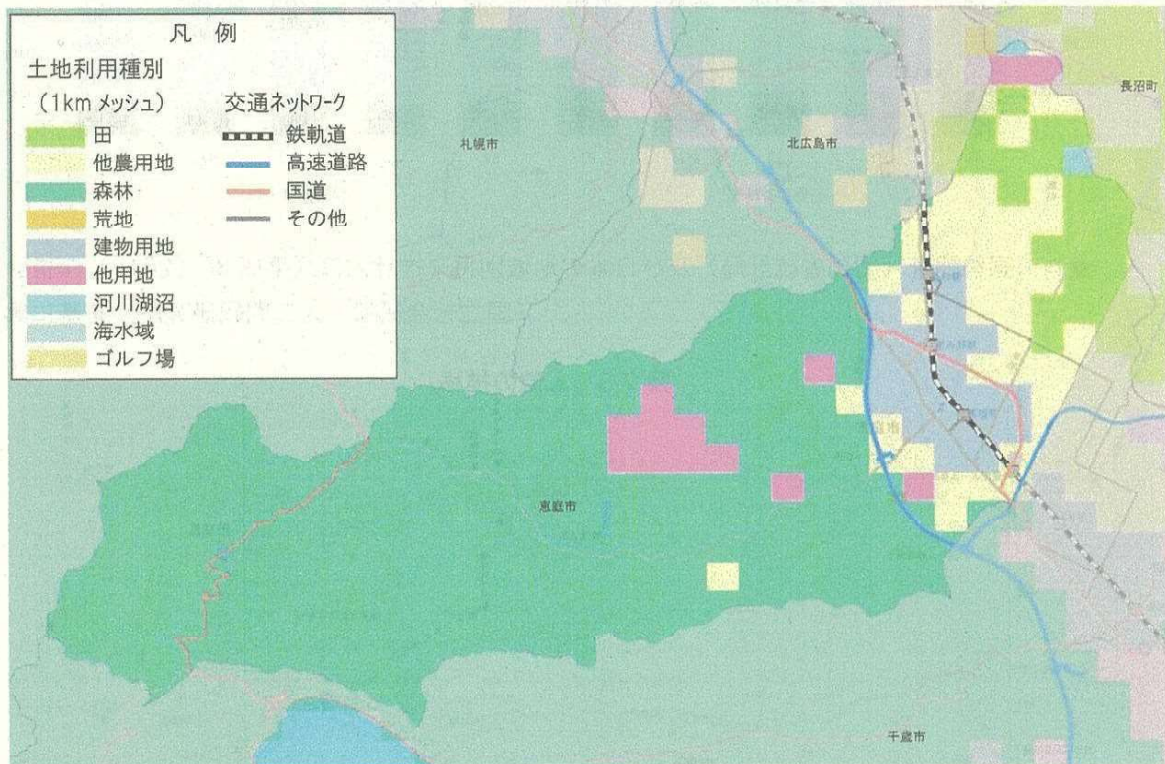 凡 例
土地利用種別
(1km メッシュ)
田
他農用地
森林
荒地
建物用地
他用地
河川湖沼
海水域
ゴルフ場
交通ネットワーク
鉄軌道
高速道路
国道
その他
札幌市
北広島市
長沼町
恵庭市
千歳市